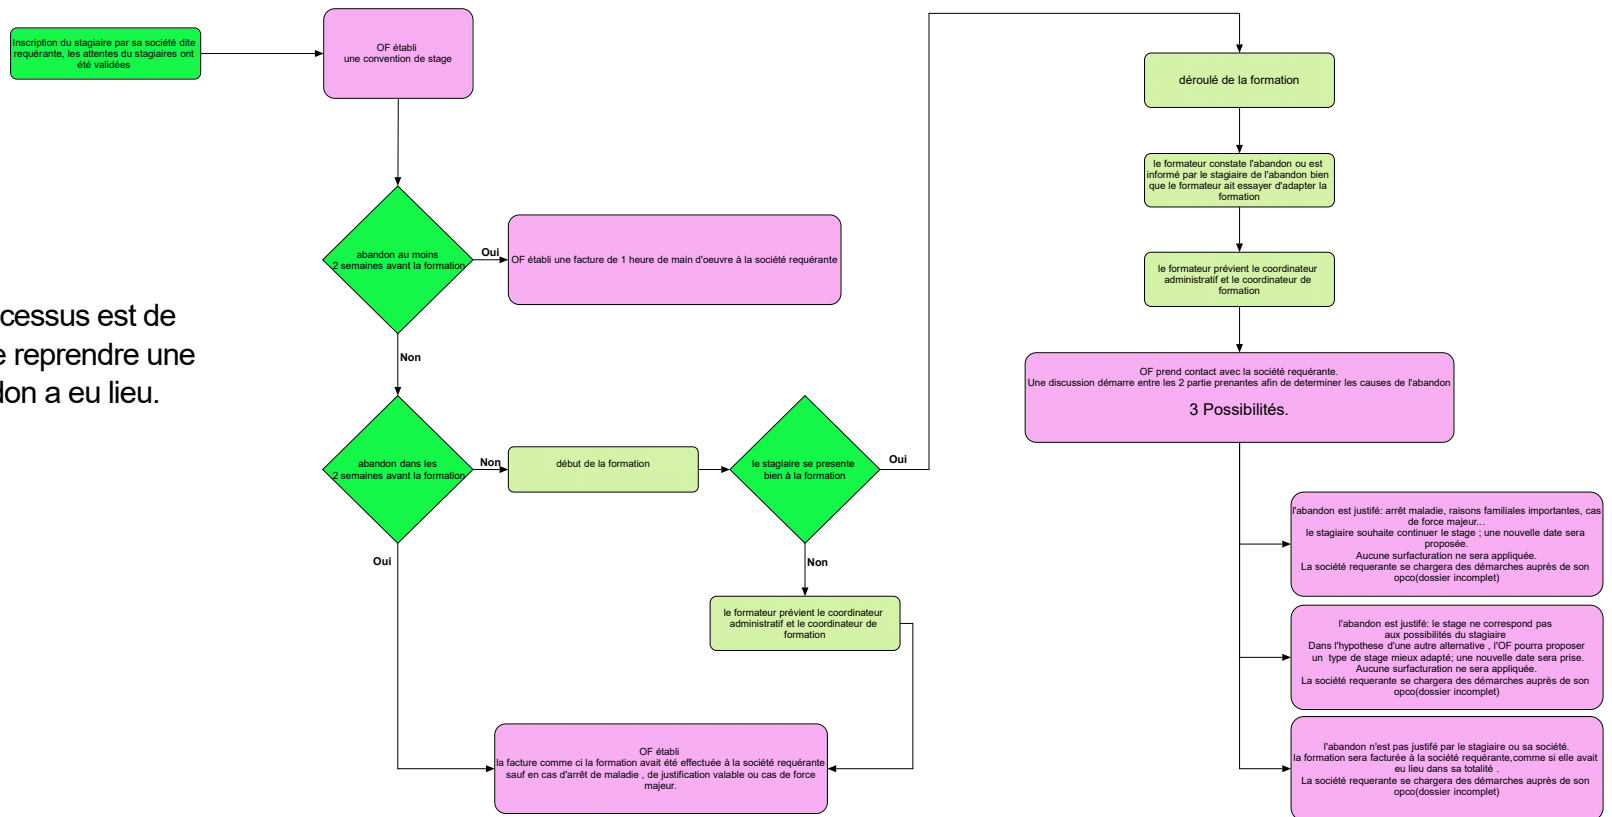 Inscription du stagiaire par sa société dite
requérante, les attentes du stagiaires ont
été validées
OF établi
une convention de stage
abandon au moins
2 semaines avant la formation
Oui
OF établi une facture de 1 heure de main d'oeuvre à la société requérante
Non
cessus est de
e reprendre une
don a eu lieu.
abandon dans les
2 semaines avant la formation
Non
début de la formation
le stagiaire se presente
bien à la formation
Oui
Oui
Non
le formateur prévient le coordinateur
administratif et le coordinateur de
formation
OF établi
la facture comme ci la formation avait été effectuée à la société requérante
sauf en cas d'arrêt de maladie , de justification valable ou cas de force
majeur.
déroulé de la formation
le formateur constate l'abandon ou est
informé par le stagiaire de l'abandon bien
que le formateur ait essayer d'adapter la
formation
le formateur prévient le coordinateur
administratif et le coordinateur de
formation
OF prend contact avec la société requérante.
Une discussion démarre entre les 2 partie prenantes afin de determiner les causes de l'abandon
3 Possibilités.
l'abandon est justifé: arrêt maladie, raisons familiales importantes, cas
de force majeur...
le stagiaire souhaite continuer le stage ; une nouvelle date sera
proposée.
Aucune surfacturation ne sera appliquée.
La société requerante se chargera des démarches auprès de son
opco(dossier incomplet)
l'abandon est justifé: le stage ne correspond pas
aux possibilités du stagiaire
Dans l'hypothese d'une autre alternative , l'OF pourra proposer
un type de stage mieux adapté; une nouvelle date sera prise.
Aucune surfacturation ne sera appliquée.
La société requerante se chargera des démarches auprès de son
opco(dossier incomplet)
l'abandon n'est pas justifé par le stagiaire ou sa société.
la formation sera facturée à la société requérante,comme si elle avait
eu lieu dans sa totalité .
La société requerante se chargera des démarches auprès de son
opco(dossier incomplet)